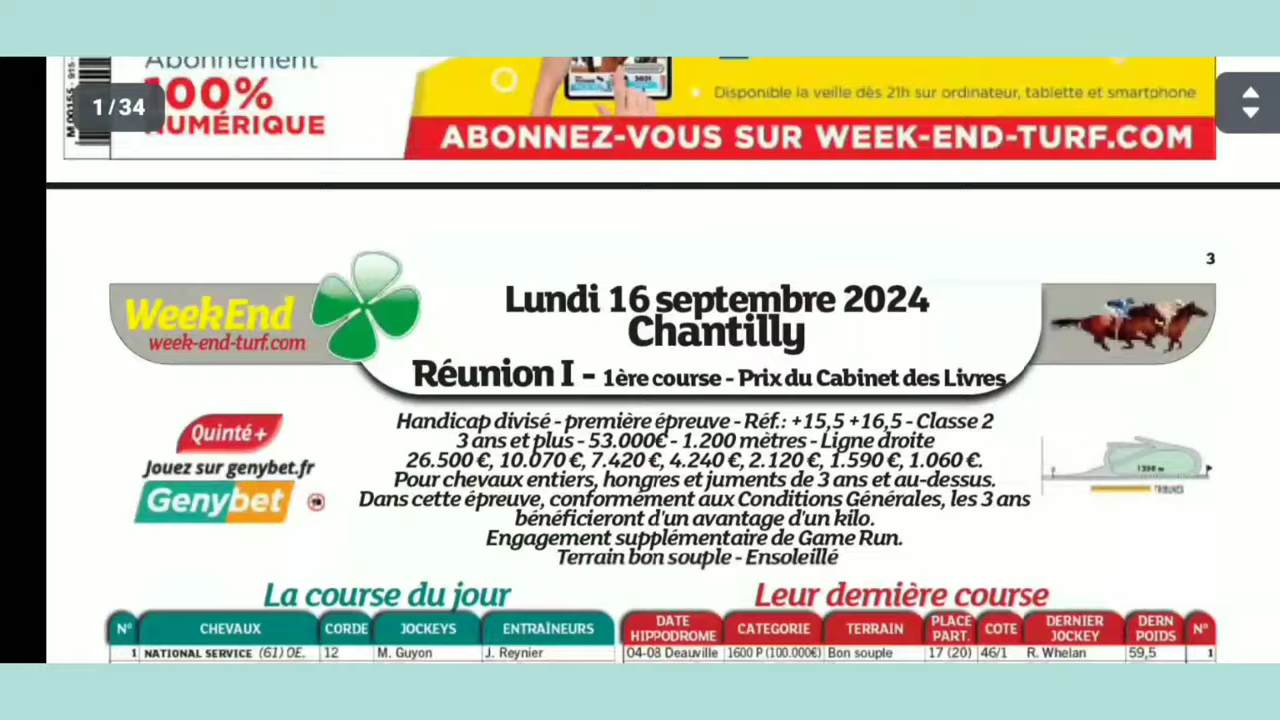 Abonnement
100%
NUMÉRIQUE
1 / 34
Disponible la veille dès 21h sur ordinateur, tablette et smartphone
ABONNEZ-VOUS SUR WEEK-END-TURF.COM
3
WeekEnd
week-end-turf.com
Lundi 16 septembre 2024
Chantilly
Réunion I - 1ère course - Prix du Cabinet des Livres
Quinté+
Jouez sur genybet.fr
Genybet
Handicap divisé - première épreuve - Réf.: +15,5 +16,5 - Classe 2
3 ans et plus - 53.000€ - 1.200 mètres - Ligne droite
26.500 €, 10.070 €, 7.420 €, 4.240 €, 2.120 €, 1.590 €, 1.060 €.
Pour chevaux entiers, hongres et juments de 3 ans et au-dessus.
Dans cette épreuve, conformément aux Conditions Générales, les 3 ans
bénéficieront d'un avantage d'un kilo.
Engagement supplémentaire de Game Run.
Terrain bon souple - Ensoleillé
TRIBUNES
La course du jour
N° CHEVAUX CORDE JOCKEYS ENTRAÎNEURS
1 NATIONAL SERVICE (61) OE. 12 M. Guyon J. Reynier
Leur dernière course
DATE HIPPODROME CATEGORIE TERRAIN PLACE PART. COTE DERNIER JOCKEY DERN POIDS N°
04-08 Deauville 1600 P (100.000€) Bon souple 17 (20) 46/1 R. Whelan 59,5 1